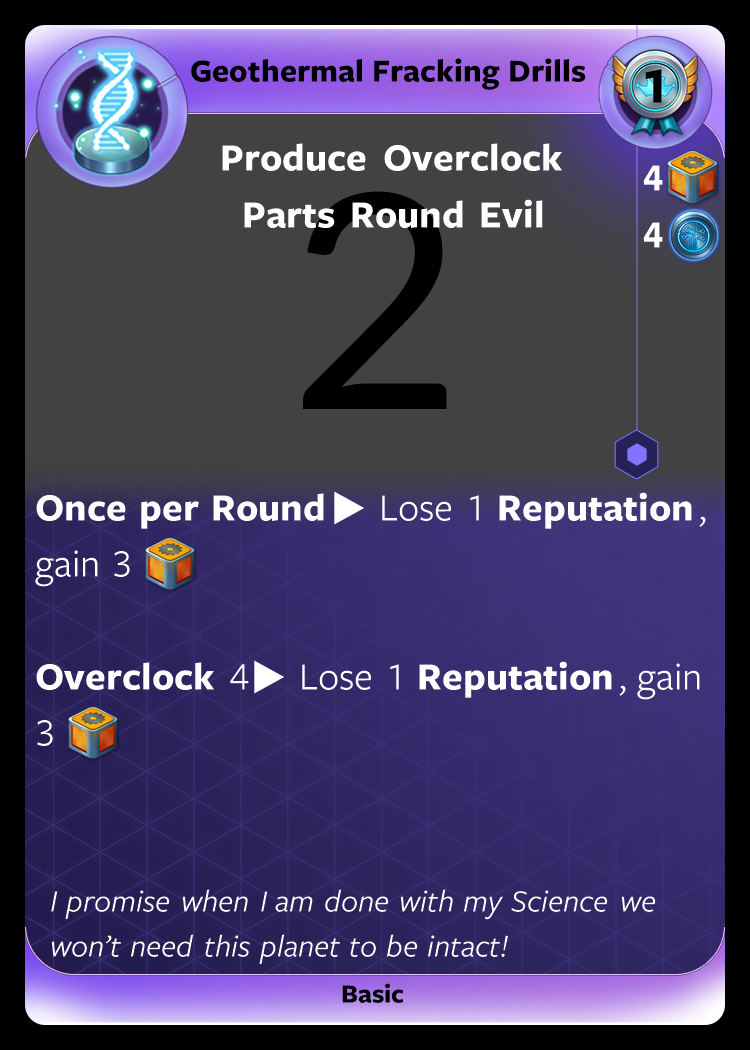 Geothermal Fracking Drills
1
Produce Overclock
Parts Round Evil
4
4
2
Once per Round▶ Lose 1 Reputation,
gain 3
Overclock 4▶ Lose 1 Reputation, gain
3
I promise when I am done with my Science we
won't need this planet to be intact!
Basic